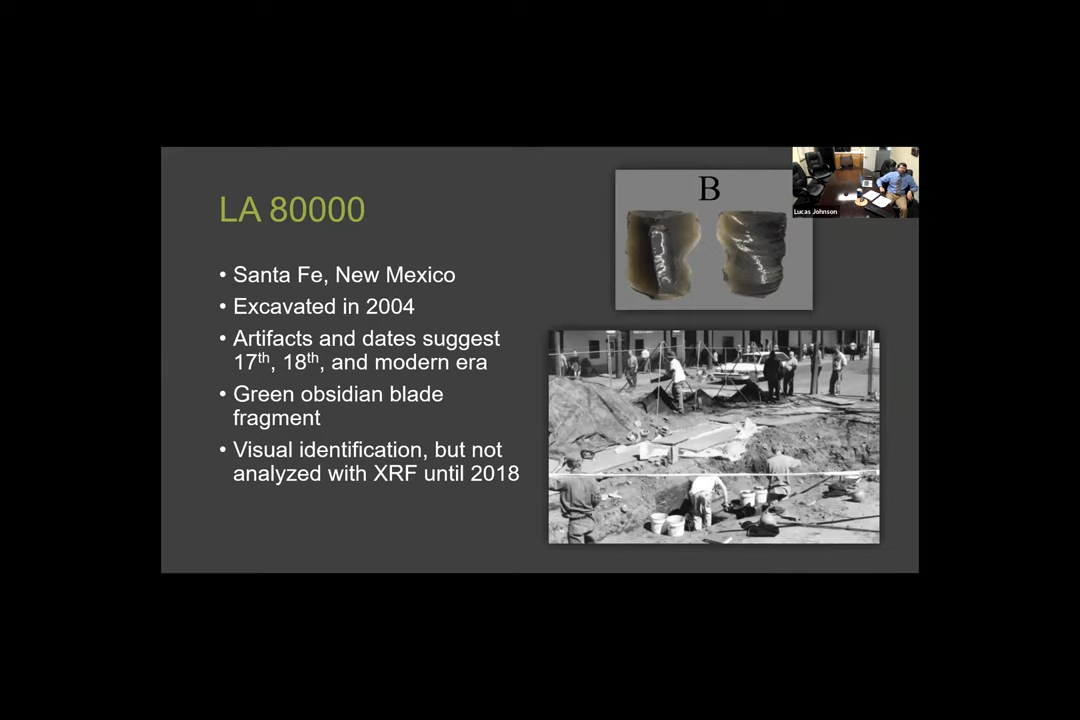 LA 80000
• Santa Fe, New Mexico
• Excavated in 2004
• Artifacts and dates suggest
17th, 18th, and modern era
• Green obsidian blade
fragment
• Visual identification, but not
analyzed with XRF until 2018
B
Lucas Johnson